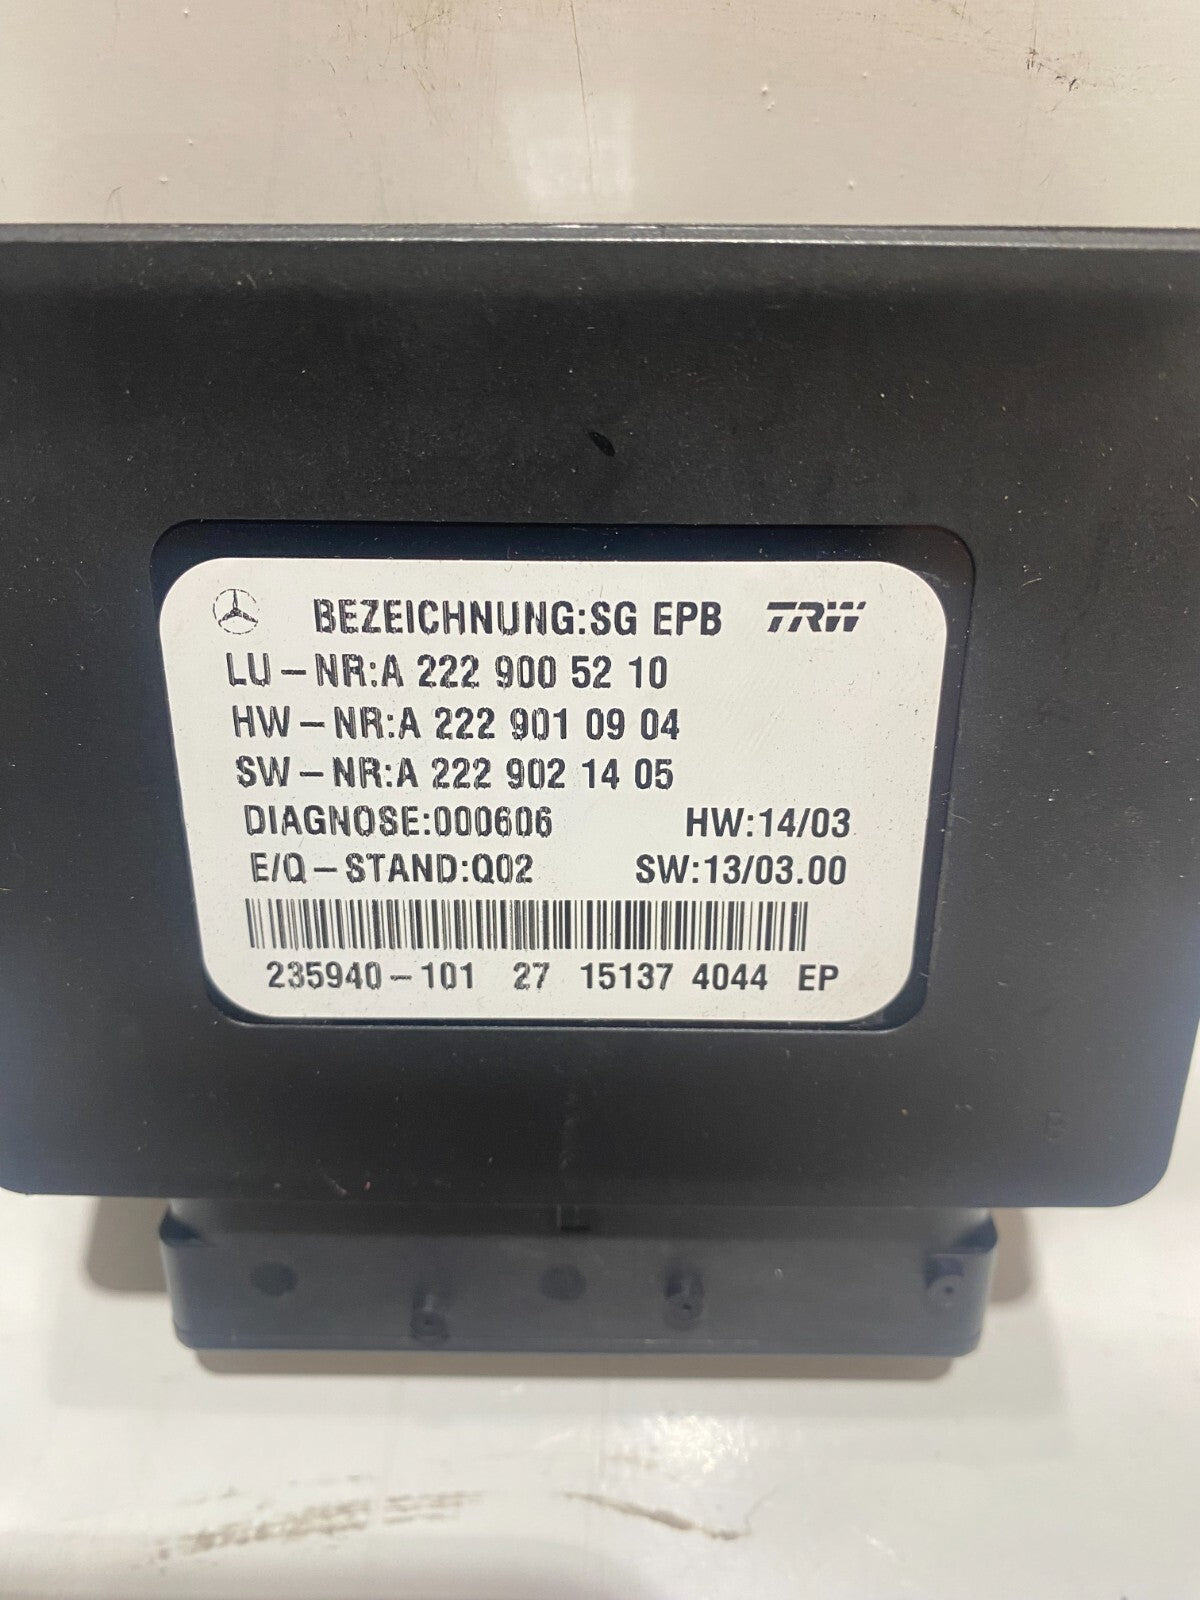 BEZEICHNUNG:SG EPB TRW
LU-NR:A 222 900 52 10
HW-NR:A 222 901 09 04
SW-NR:A 222 902 14 05
DIAGNOSE:000606 HW:14/03
E/Q-STAND:Q02 SW:13/03.00
235940-101 27 15137 4044 EP